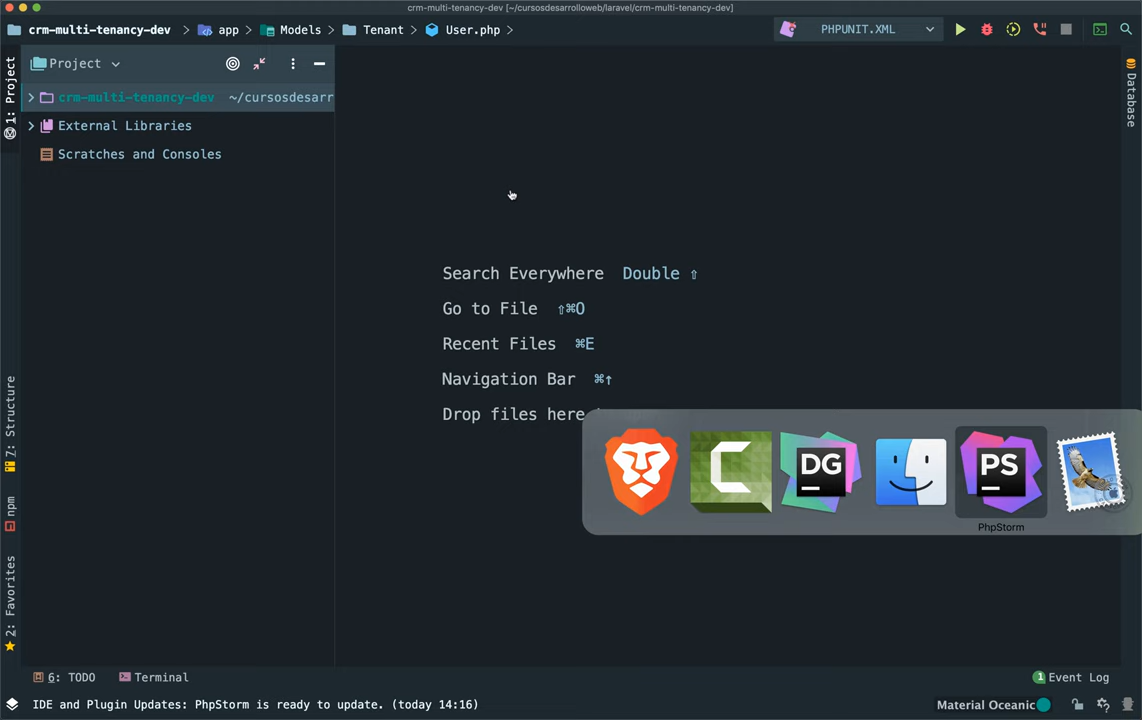 crm-multi-tenancy-dev [~/cursosdesarrolloweb/laravel/crm-multi-tenancy-dev]
crm-multi-tenancy-dev app Models Tenant User.php PHPUNIT.XML
1: Project
Project
crm-multi-tenancy-dev ~/cursosdesarr
External Libraries
Scratches and Consoles
Database
Search Everywhere Double ⇧
Go to File ⇧⌘O
Recent Files ⌘E
Navigation Bar ⌘↑
Drop files here
DG
PS
PhpStorm
7: Structure
npm
2: Favorites
6: TODO Terminal 1 Event Log
IDE and Plugin Updates: PhpStorm is ready to update. (today 14:16) Material Oceanic